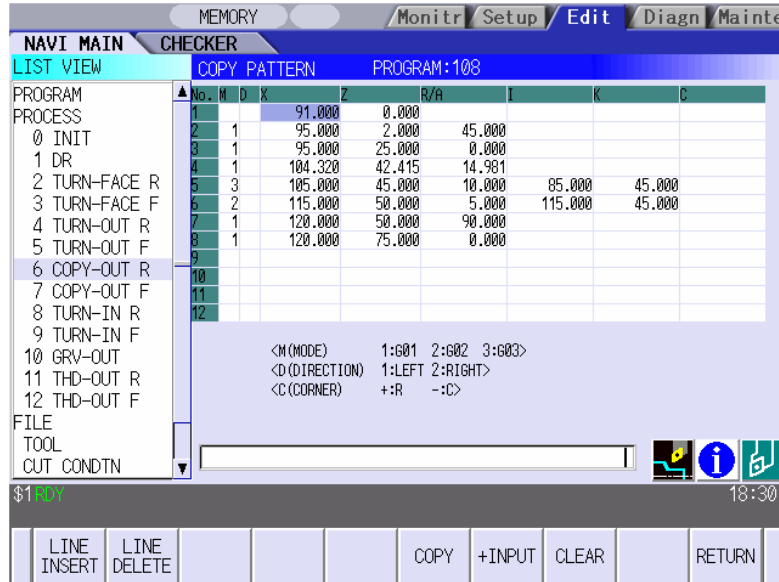 MEMORY Monitr Setup Edit Diagn Mainte
NAVI MAIN CHECKER
LIST VIEW
COPY PATTERN PROGRAM:108
PROGRAM
PROCESS
0 INIT
1 DR
2 TURN-FACE R
3 TURN-FACE F
4 TURN-OUT R
5 TURN-OUT F
6 COPY-OUT R
7 COPY-OUT F
8 TURN-IN R
9 TURN-IN F
10 GRV-OUT
11 THD-OUT R
12 THD-OUT F
FILE
TOOL
CUT CONDTN
No. M D X Z R/A I K C
1 91.000 0.000
2 1 95.000 2.000 45.000
3 1 95.000 25.000 0.000
4 1 104.320 42.415 14.981
5 3 105.000 45.000 10.000 85.000 45.000
6 2 115.000 50.000 5.000 115.000 45.000
7 1 120.000 50.000 90.000
8 1 120.000 75.000 0.000
9
10
11
12
<M(MODE) 1:G01 2:G02 3:G03>
<D(DIRECTION) 1:LEFT 2:RIGHT>
<C(CORNER) +:R -:C>
$1 RDY 18:30
LINE INSERT
LINE DELETE
COPY
+INPUT
CLEAR
RETURN